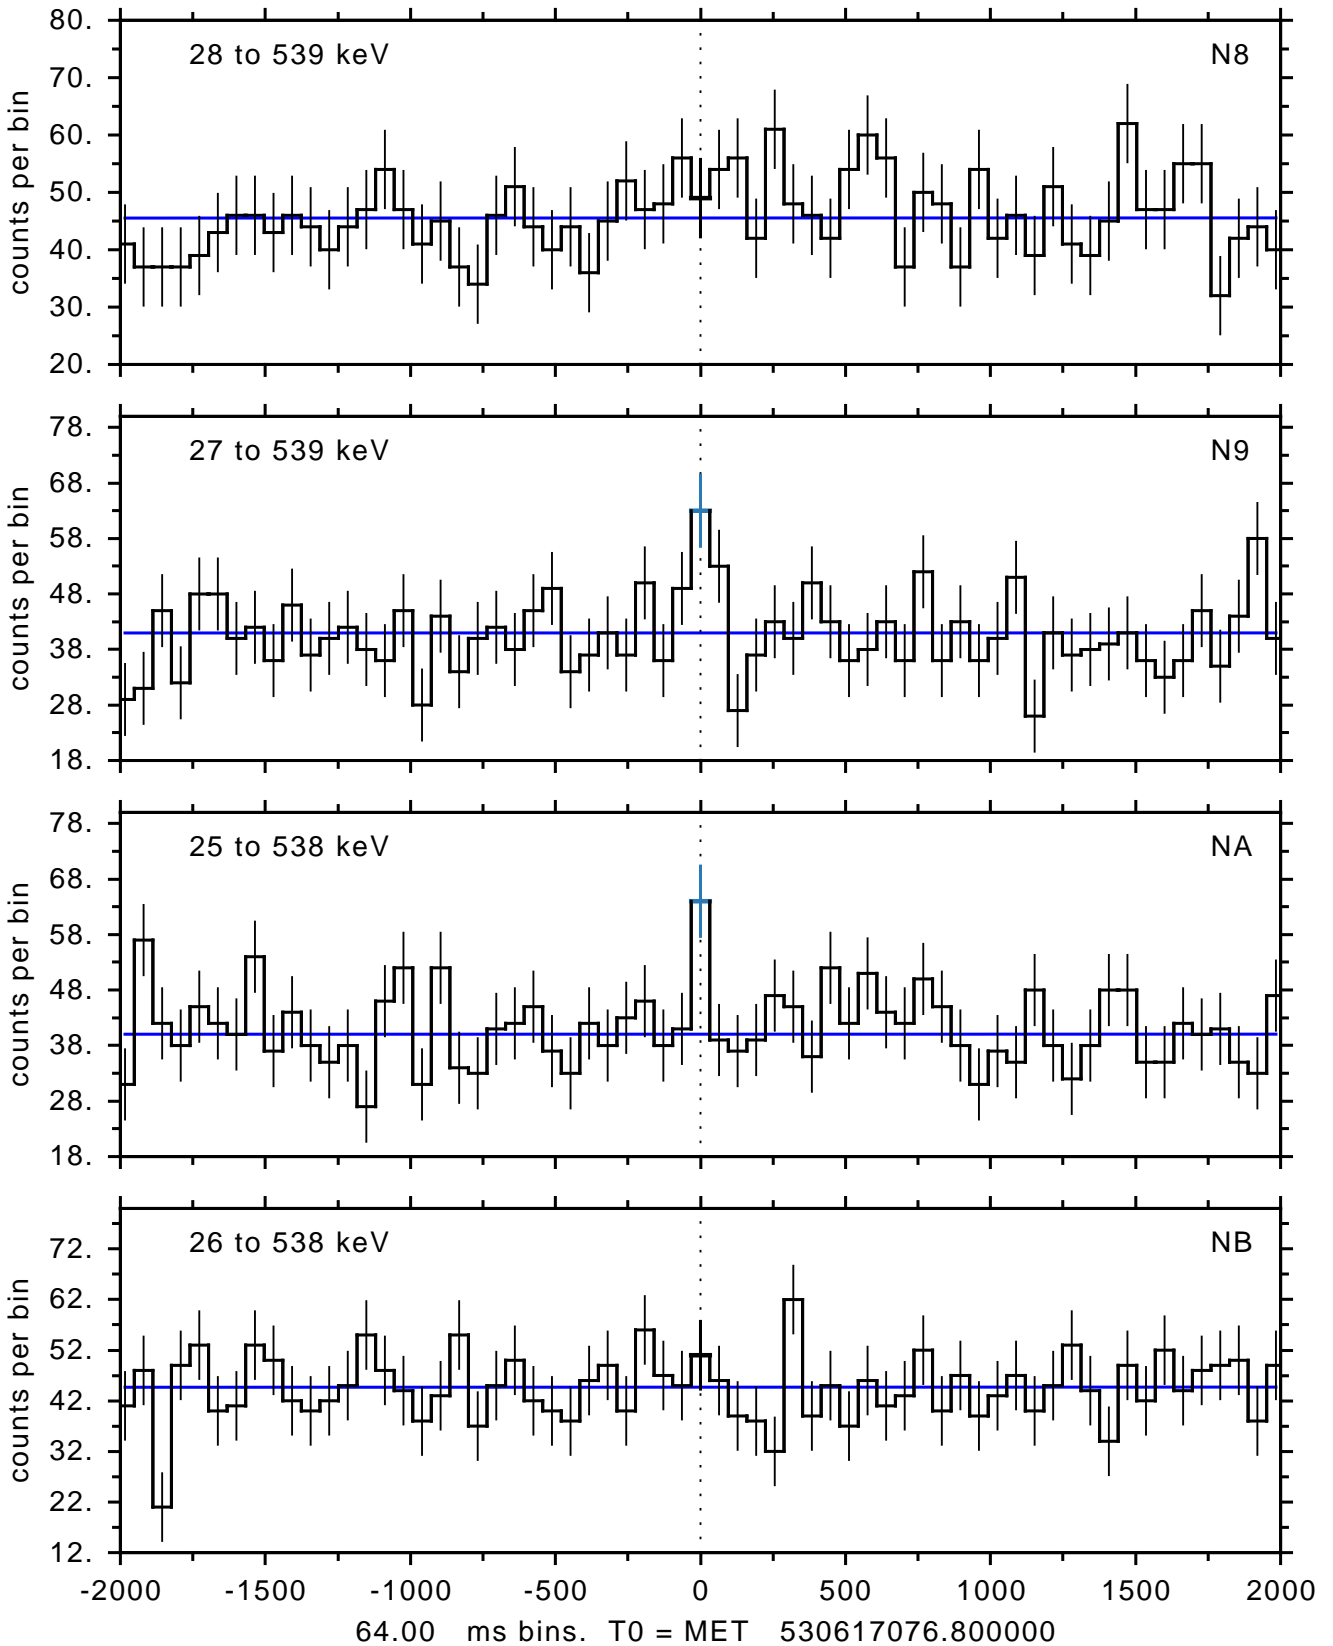 80.
28 to 539 keV N8
70.
60.
50.
40.
30.
20.
counts per bin
78.
27 to 539 keV N9
68.
58.
48.
38.
28.
18.
counts per bin
78.
25 to 538 keV NA
68.
58.
48.
38.
28.
18.
counts per bin
72.
26 to 538 keV NB
62.
52.
42.
32.
22.
12.
counts per bin
-2000 -1500 -1000 -500 0 500 1000 1500 2000
64.00 ms bins. T0 = MET 530617076.800000